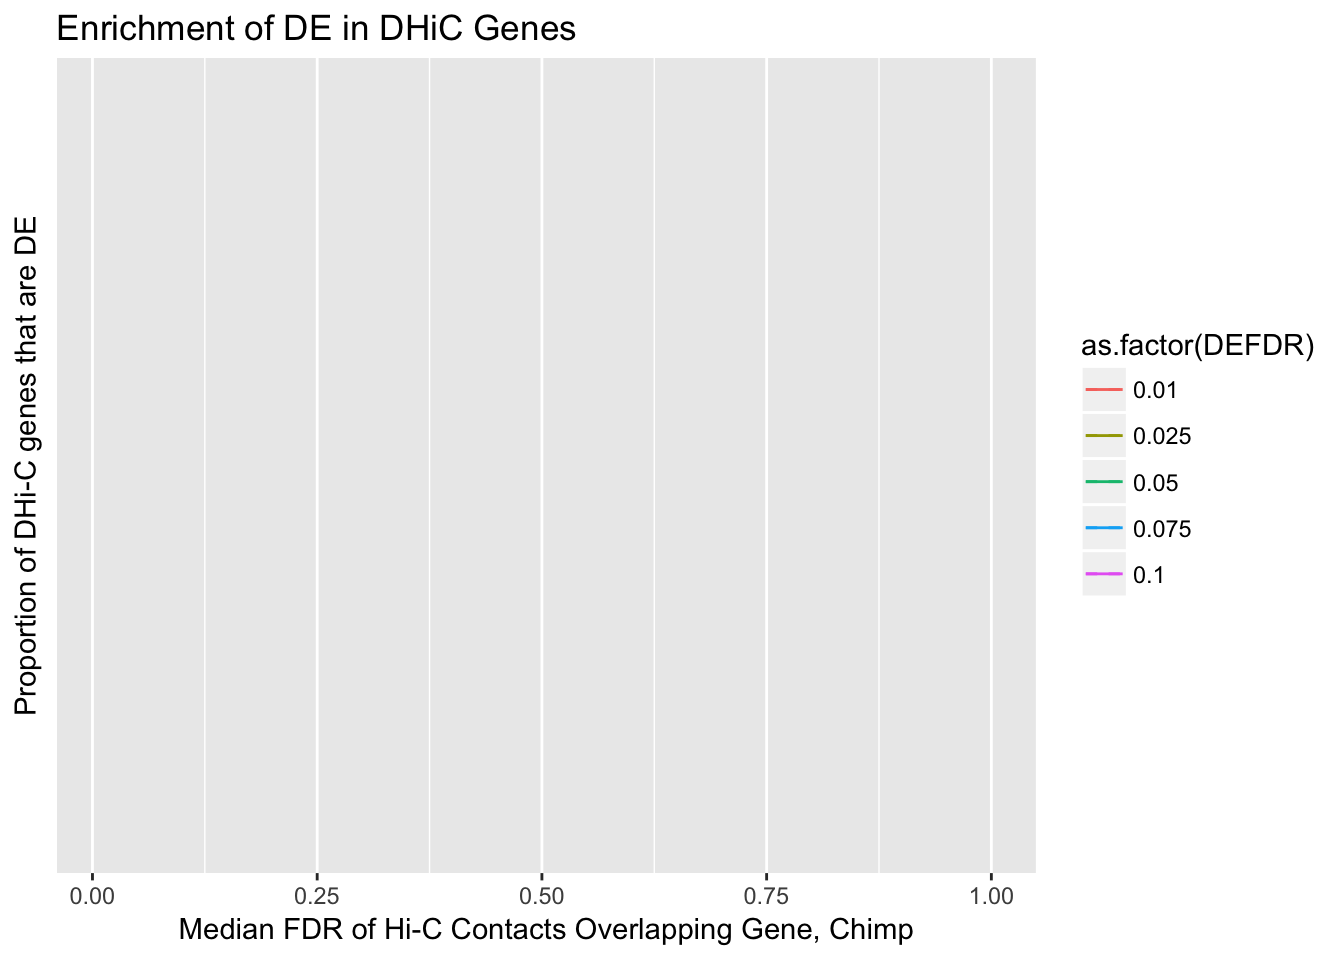 Enrichment of DE in DHiC Genes
Proportion of DHi-C genes that are DE
as.factor(DEFDR)
0.01
0.025
0.05
0.075
0.1
0.00 0.25 0.50 0.75 1.00
Median FDR of Hi-C Contacts Overlapping Gene, Chimp